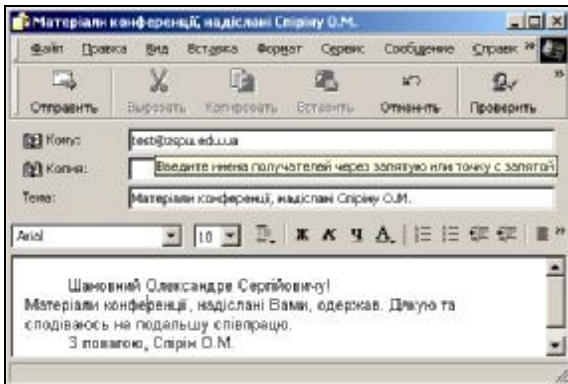 Матеріали конференції, надіслані Спіріну О.М.
Файл Правка Вид Вставка Формат Сервис Сообщение Справк »
Отправить Вырезать Копировать Вставить Отменить Проверить »
Кому: test@zspu.edu.ua
Копия: Введите имена получателей через запятую или точку с запятой
Тема: Матеріали конференції, надіслані Спіріну О.М.
Arial 10 Ж К Ч A »
Шановний Олександре Сергійовичу!
Матеріали конференції, надіслані Вами, одержав. Дякую та
сподіваюсь на подальшу співпрацю.
З повагою, Спірін О.М.